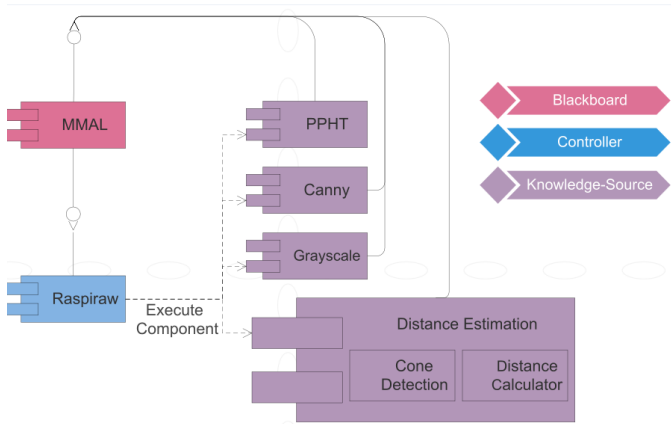 MMAL
PPHT
Blackboard
Controller
Canny
Knowledge-Source
Grayscale
Raspiraw
Execute
Component
Distance Estimation
Cone
Detection
Distance
Calculator